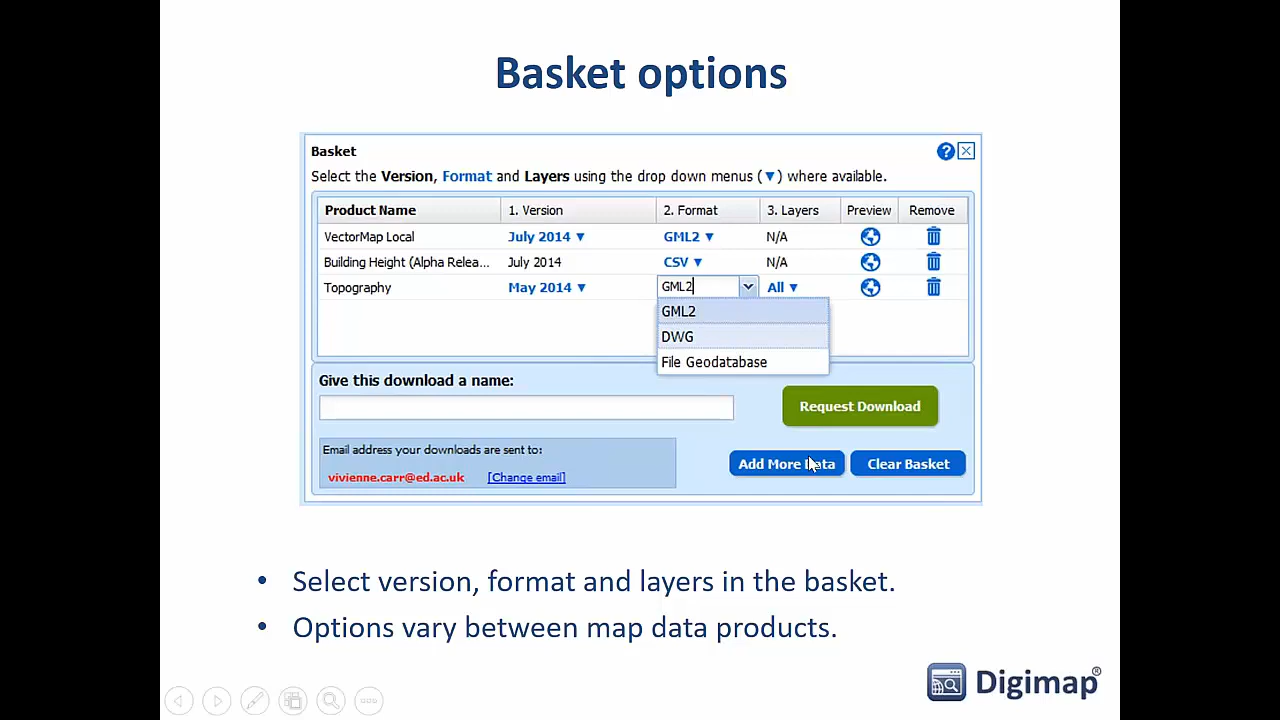 Basket options
Basket
Select the Version, Format and Layers using the drop down menus (▼) where available.
Product Name 1. Version 2. Format 3. Layers Preview Remove
VectorMap Local July 2014 ▼ GML2 ▼ N/A
Building Height (Alpha Relea... July 2014 CSV ▼ N/A
Topography May 2014 ▼ GML2 All ▼
GML2
DWG
File Geodatabase
Give this download a name:
Request Download
Email address your downloads are sent to:
vivienne.carr@ed.ac.uk [Change email]
Add More Data Clear Basket
• Select version, format and layers in the basket.
• Options vary between map data products.
Digimap®